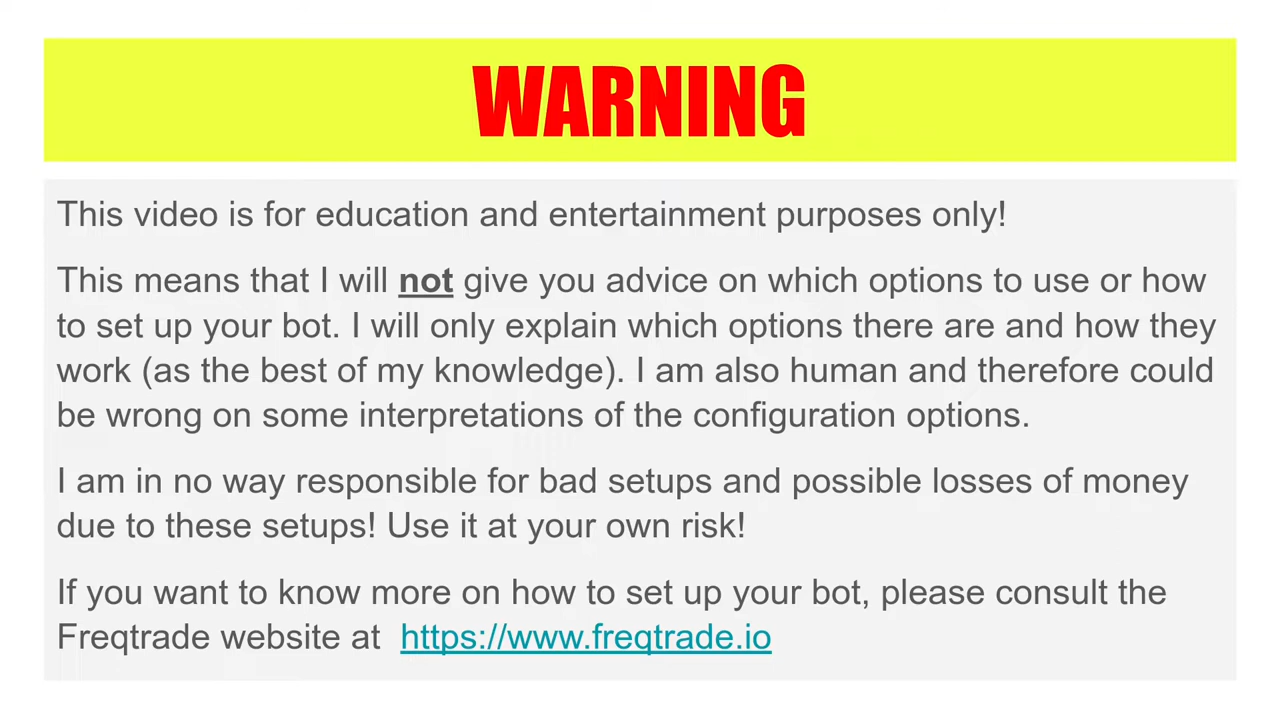 WARNING
This video is for education and entertainment purposes only!
This means that I will not give you advice on which options to use or how
to set up your bot. I will only explain which options there are and how they
work (as the best of my knowledge). I am also human and therefore could
be wrong on some interpretations of the configuration options.
I am in no way responsible for bad setups and possible losses of money
due to these setups! Use it at your own risk!
If you want to know more on how to set up your bot, please consult the
Freqtrade website at https://www.freqtrade.io